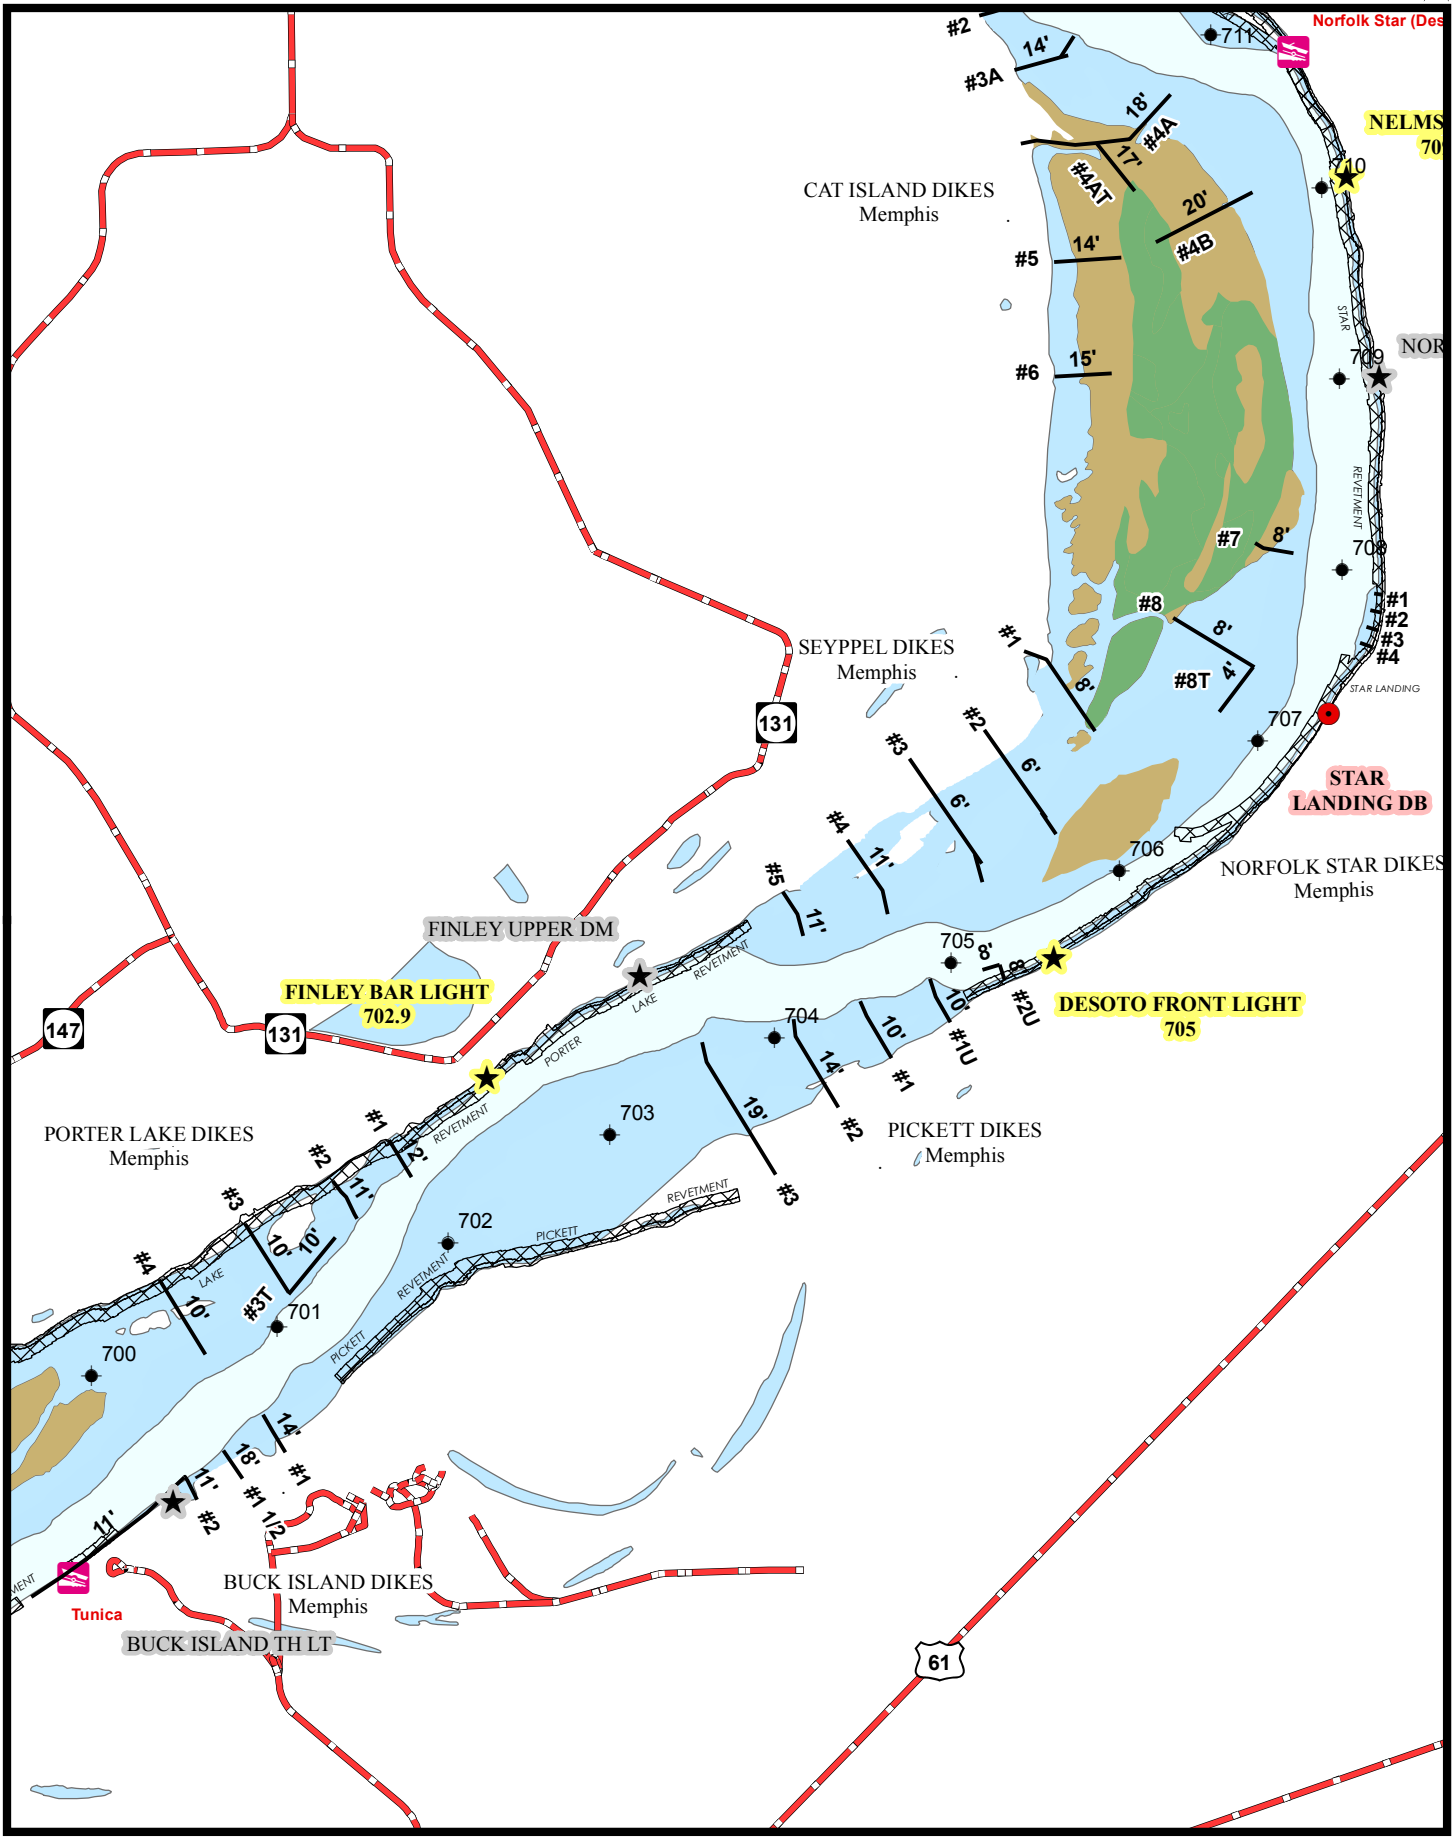 Norfolk Star (Des
#2
14'
#3A
711
18'
#4A
17'
#4AT
NELMS
710
CAT ISLAND DIKES
Memphis
20'
#4B
#5
14'
STAR
NOR
709
#6
15'
REVETMENT
#7
8'
708
#8
8'
4'
#8T
#1
#2
#3
#4
STAR LANDING
SEYPPEL DIKES
Memphis
#1
8'
#2
6'
#3
6'
#4
11'
#5
11'
707
131
STAR
LANDING DB
706
NORFOLK STAR DIKES
Memphis
FINLEY UPPER DM
REVETMENT
LAKE
PORTER
REVETMENT
705
8'
#2U
10'
#1U
FINLEY BAR LIGHT
702.9
DESOTO FRONT LIGHT
705
147
131
704
10'
#1
14'
#2
19'
#3
703
PICKETT DIKES
Memphis
PORTER LAKE DIKES
Memphis
#1
2'
#2
11'
#3
10'
10'
#3T
#4
10'
LAKE
702
REVETMENT
PICKETT
REVETMENT
PICKETT
701
700
14'
#1
18'
#1 1/2
11'
#2
11'
MENT
Tunica
BUCK ISLAND DIKES
Memphis
BUCK ISLAND TH LT
61